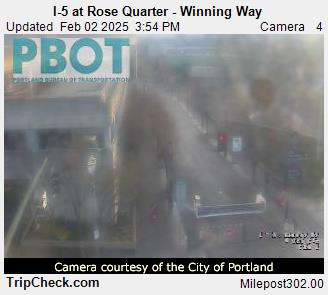 I-5 at Rose Quarter - Winning Way
Updated Feb 02 2025 3:54 PM Camera 4
PBOT
PORTLAND BUREAU OF TRANSPORTATION
Camera courtesy of the City of Portland
TripCheck.com Milepost302.00